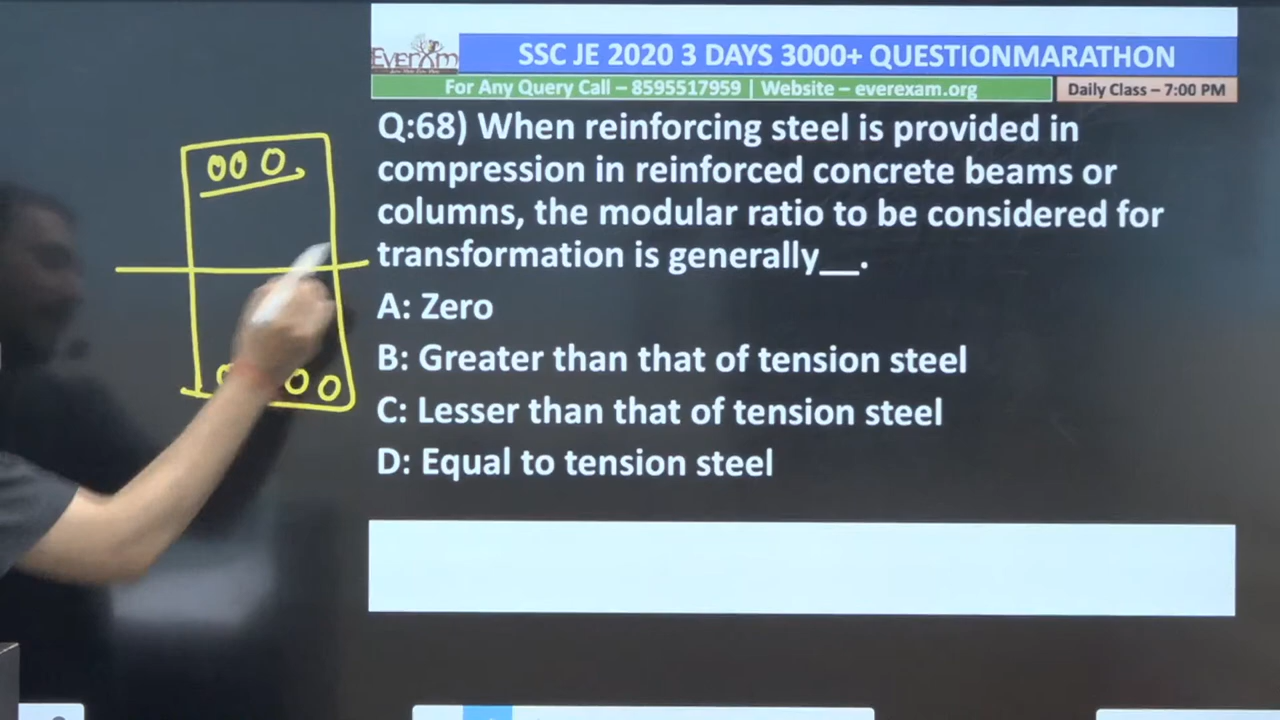 EverExam
SSC JE 2020 3 DAYS 3000+ QUESTIONMARATHON
For Any Query Call – 8595517959 | Website – everexam.org
Daily Class – 7:00 PM
Q:68) When reinforcing steel is provided in
compression in reinforced concrete beams or
columns, the modular ratio to be considered for
transformation is generally__.
A: Zero
B: Greater than that of tension steel
C: Lesser than that of tension steel
D: Equal to tension steel